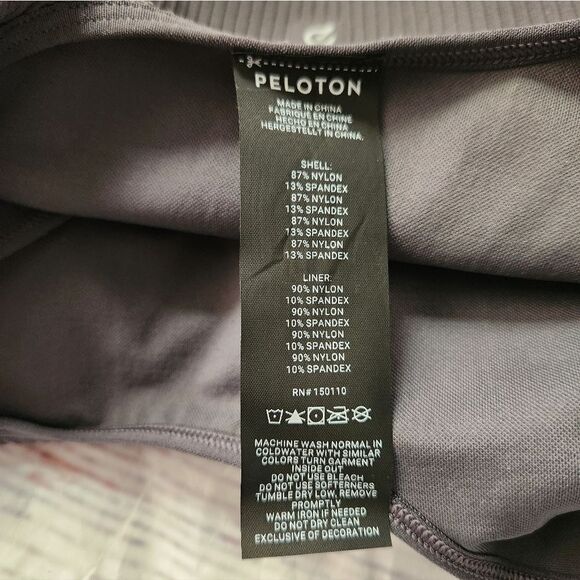 PELOTON
MADE IN CHINA
FABRIQUE EN CHINE
HECHO EN CHINA
HERGESTELLT IN CHINA.
SHELL:
87% NYLON
13% SPANDEX
87% NYLON
13% SPANDEX
87% NYLON
13% SPANDEX
87% NYLON
13% SPANDEX
LINER:
90% NYLON
10% SPANDEX
90% NYLON
10% SPANDEX
90% NYLON
10% SPANDEX
90% NYLON
10% SPANDEX
RN# 150110
MACHINE WASH NORMAL IN
COLDWATER WITH SIMILAR
COLORS TURN GARMENT
INSIDE OUT
DO NOT USE BLEACH
DO NOT USE SOFTENERS
TUMBLE DRY LOW, REMOVE
PROMPTLY
WARM IRON IF NEEDED
DO NOT DRY CLEAN
EXCLUSIVE OF DECORATION